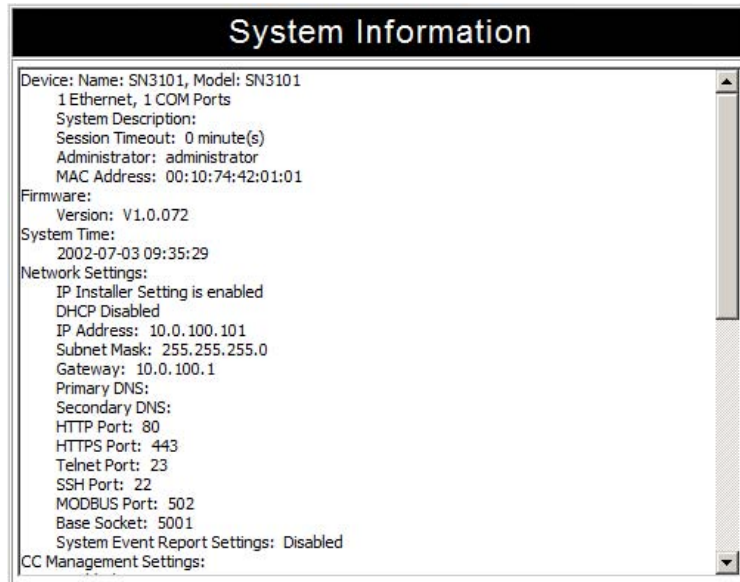 System Information
Device: Name: SN3101, Model: SN3101
1 Ethernet, 1 COM Ports
System Description:
Session Timeout: 0 minute(s)
Administrator: administrator
MAC Address: 00:10:74:42:01:01
Firmware:
Version: V1.0.072
System Time:
2002-07-03 09:35:29
Network Settings:
IP Installer Setting is enabled
DHCP Disabled
IP Address: 10.0.100.101
Subnet Mask: 255.255.255.0
Gateway: 10.0.100.1
Primary DNS:
Secondary DNS:
HTTP Port: 80
HTTPS Port: 443
Telnet Port: 23
SSH Port: 22
MODBUS Port: 502
Base Socket: 5001
System Event Report Settings: Disabled
CC Management Settings: